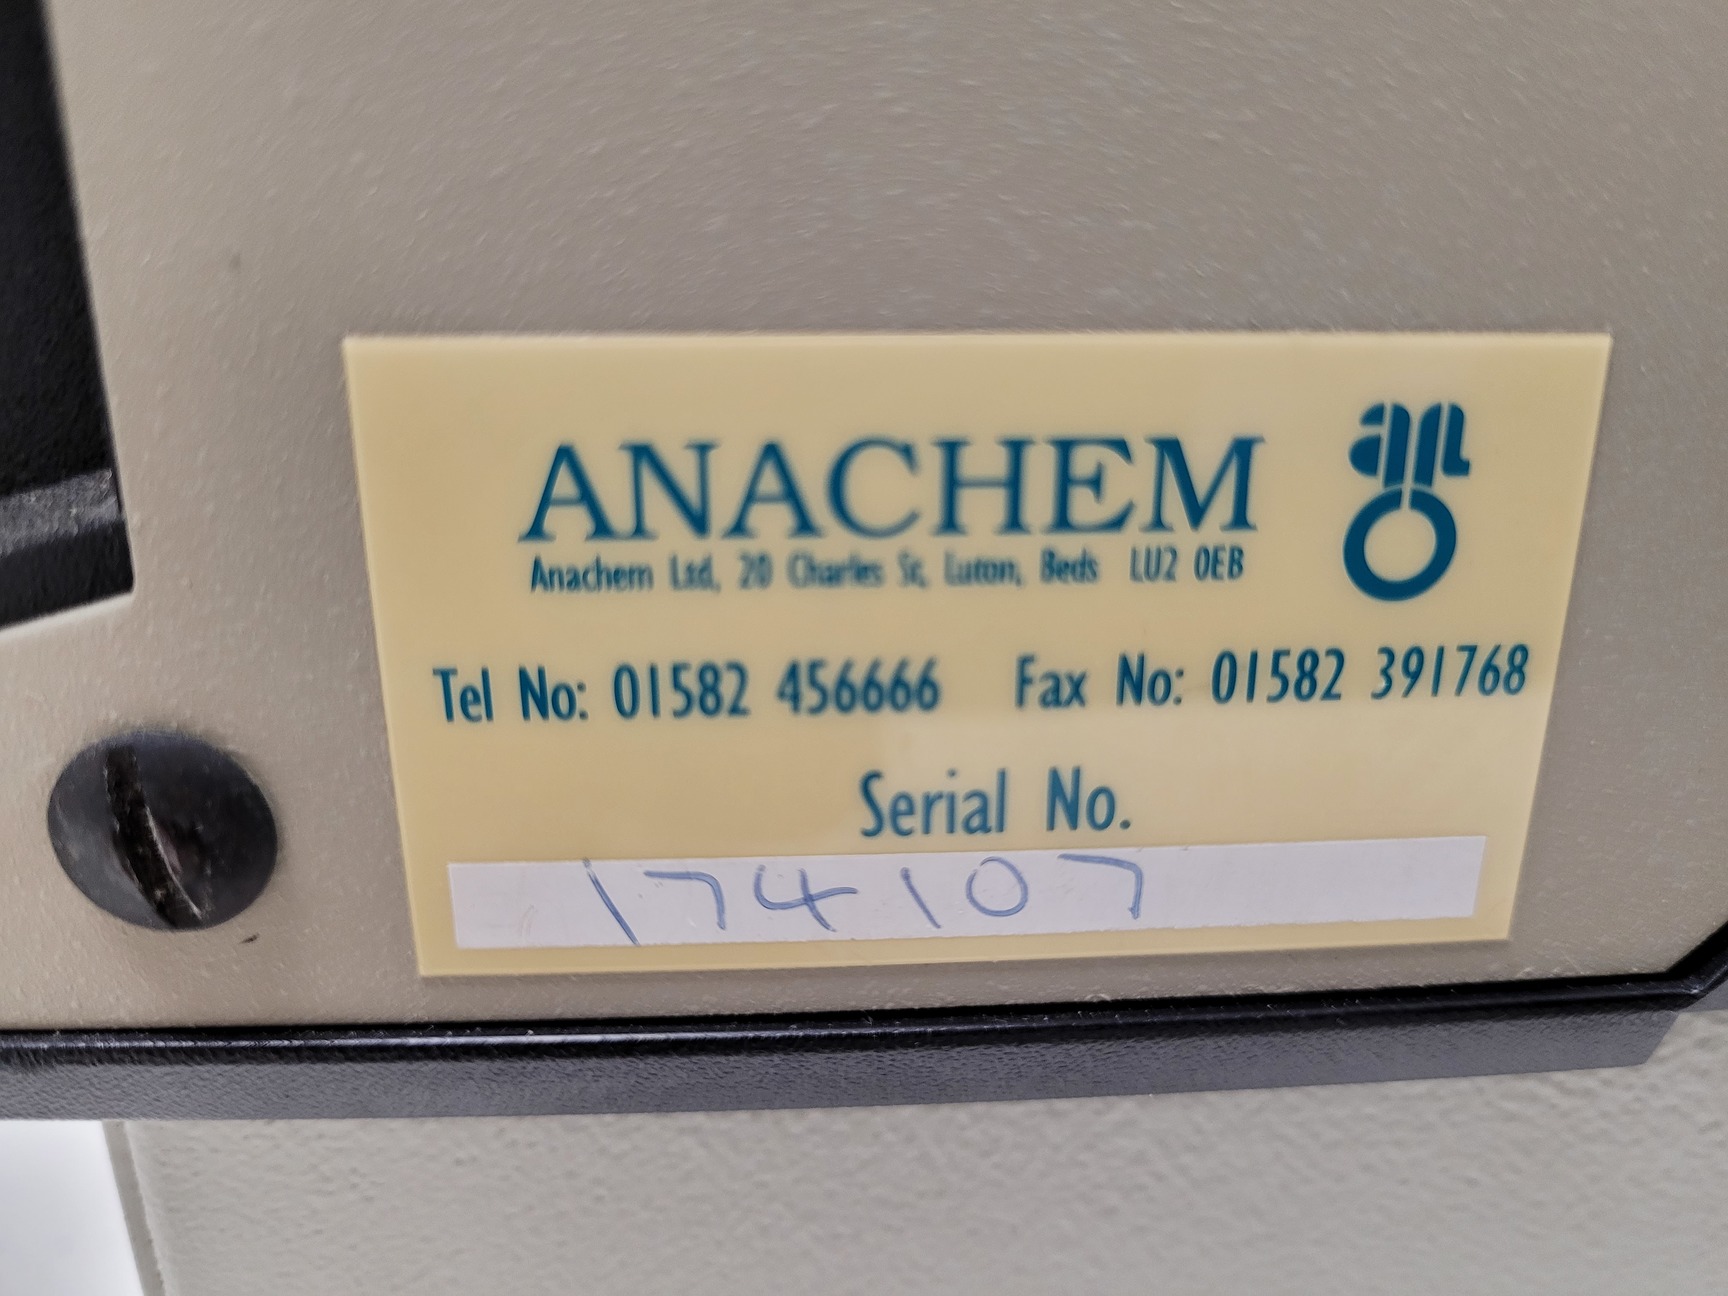 ANACHEM
Anachem Ltd, 20 Charles St, Luton, Beds LU2 0EB
Tel No: 01582 456666 Fax No: 01582 391768
Serial No.
174107